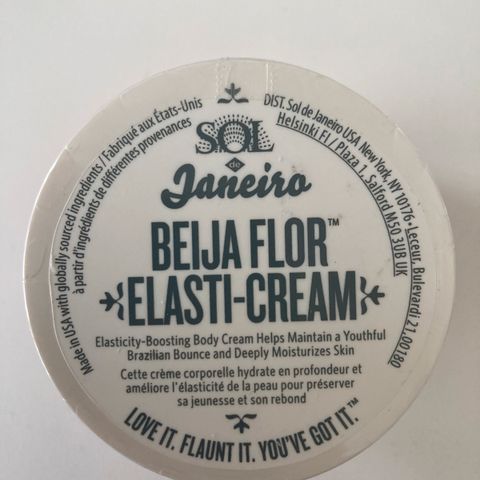 SOL
de
Janeiro
BEIJA FLOR™
ELASTI-CREAM
Elasticity-Boosting Body Cream Helps Maintain a Youthful
Brazilian Bounce and Deeply Moisturizes Skin
Cette crème corporelle hydrate en profondeur et
améliore l'élasticité de la peau pour préserver
sa jeunesse et son rebond
LOVE IT. FLAUNT IT. YOU'VE GOT IT.™
Made in USA with globally sourced ingredients / Fabriqué aux États-Unis
à partir d'ingrédients de différentes provenances
DIST. Sol de Janeiro USA New York, NY 10176 • Leceur, Bulevardi 21, 00180
Helsinki FI / Plaza 1, Salford M50 3UB UK